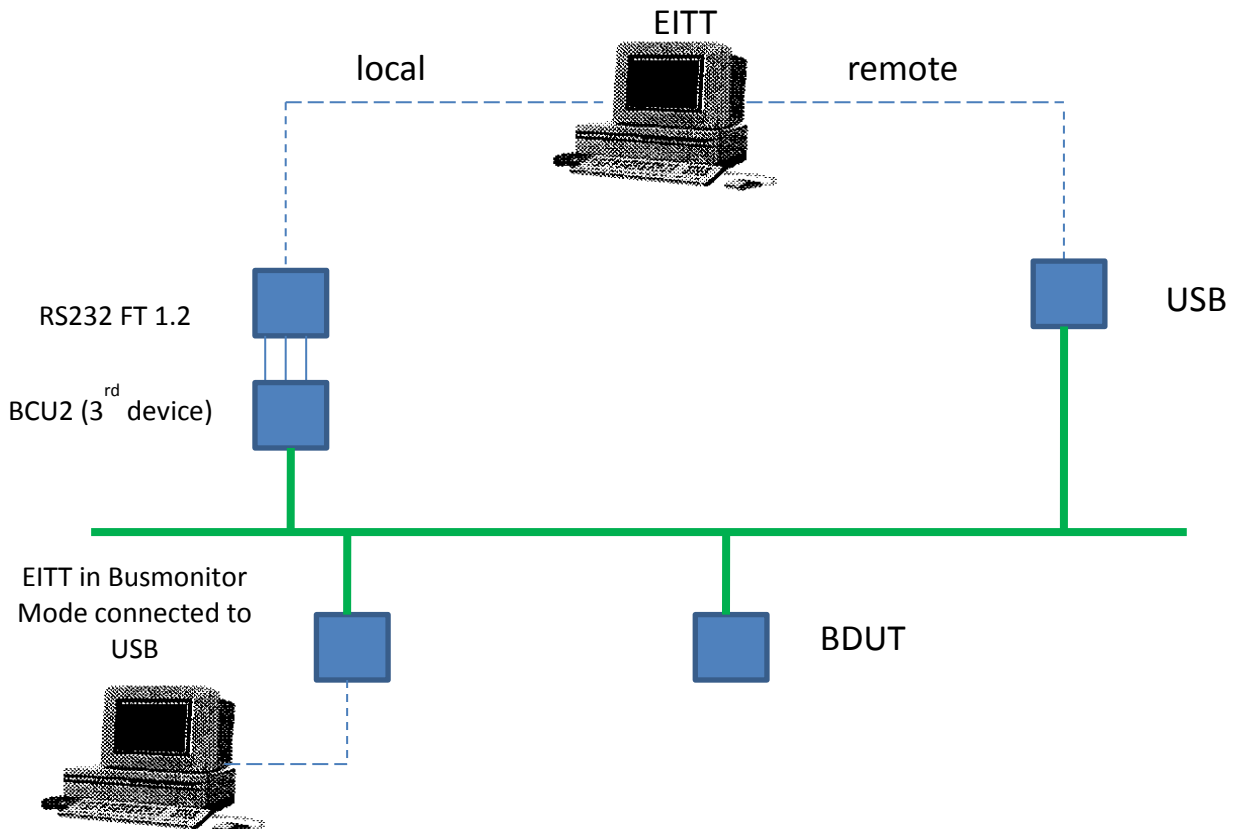 EITT
local
remote
RS232 FT 1.2
USB
BCU2 (3rd device)
EITT in Busmonitor
Mode connected to
USB
BDUT